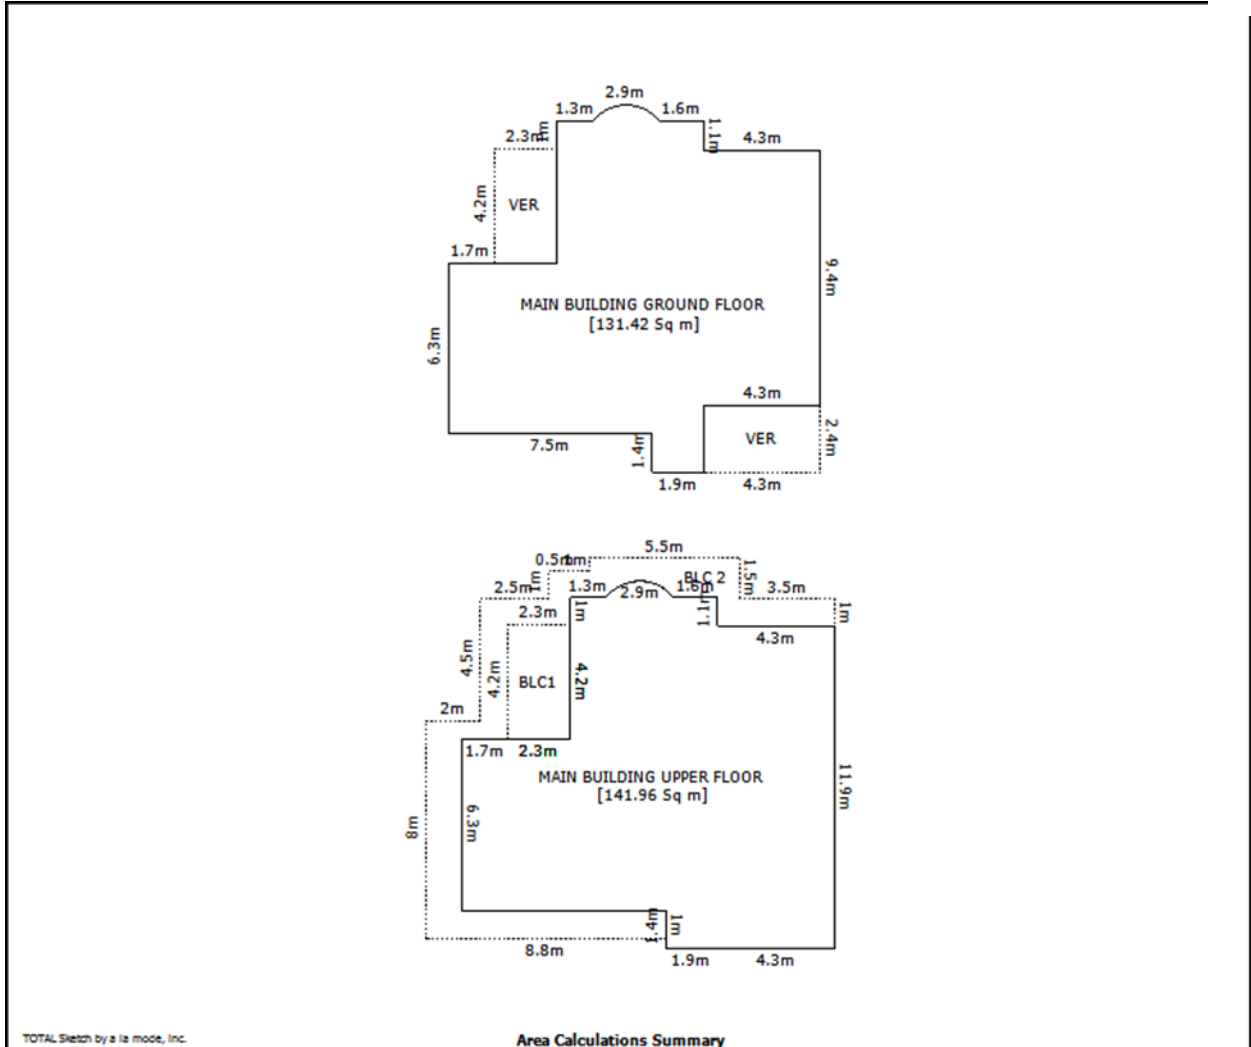 2.9m
1.3m
1.6m
1m
1.1m
2.3m
4.3m
4.2m
VER
1.7m
9.4m
MAIN BUILDING GROUND FLOOR
[131.42 Sq m]
6.3m
4.3m
2.4m
VER
7.5m
1.4m
1.9m
4.3m
5.5m
0.5m
1m
1.5m
BLC 2
2.5m
1m
1.3m
2.9m
1.6m
3.5m
2.3m
1m
1.1m
1m
4.3m
4.5m
4.2m
BLC1
4.2m
2m
1.7m
2.3m
MAIN BUILDING UPPER FLOOR
[141.96 Sq m]
11.9m
8m
6.3m
1.4m
1m
8.8m
1.9m
4.3m
TOTAL Sketch by a la mode, inc.
Area Calculations Summary